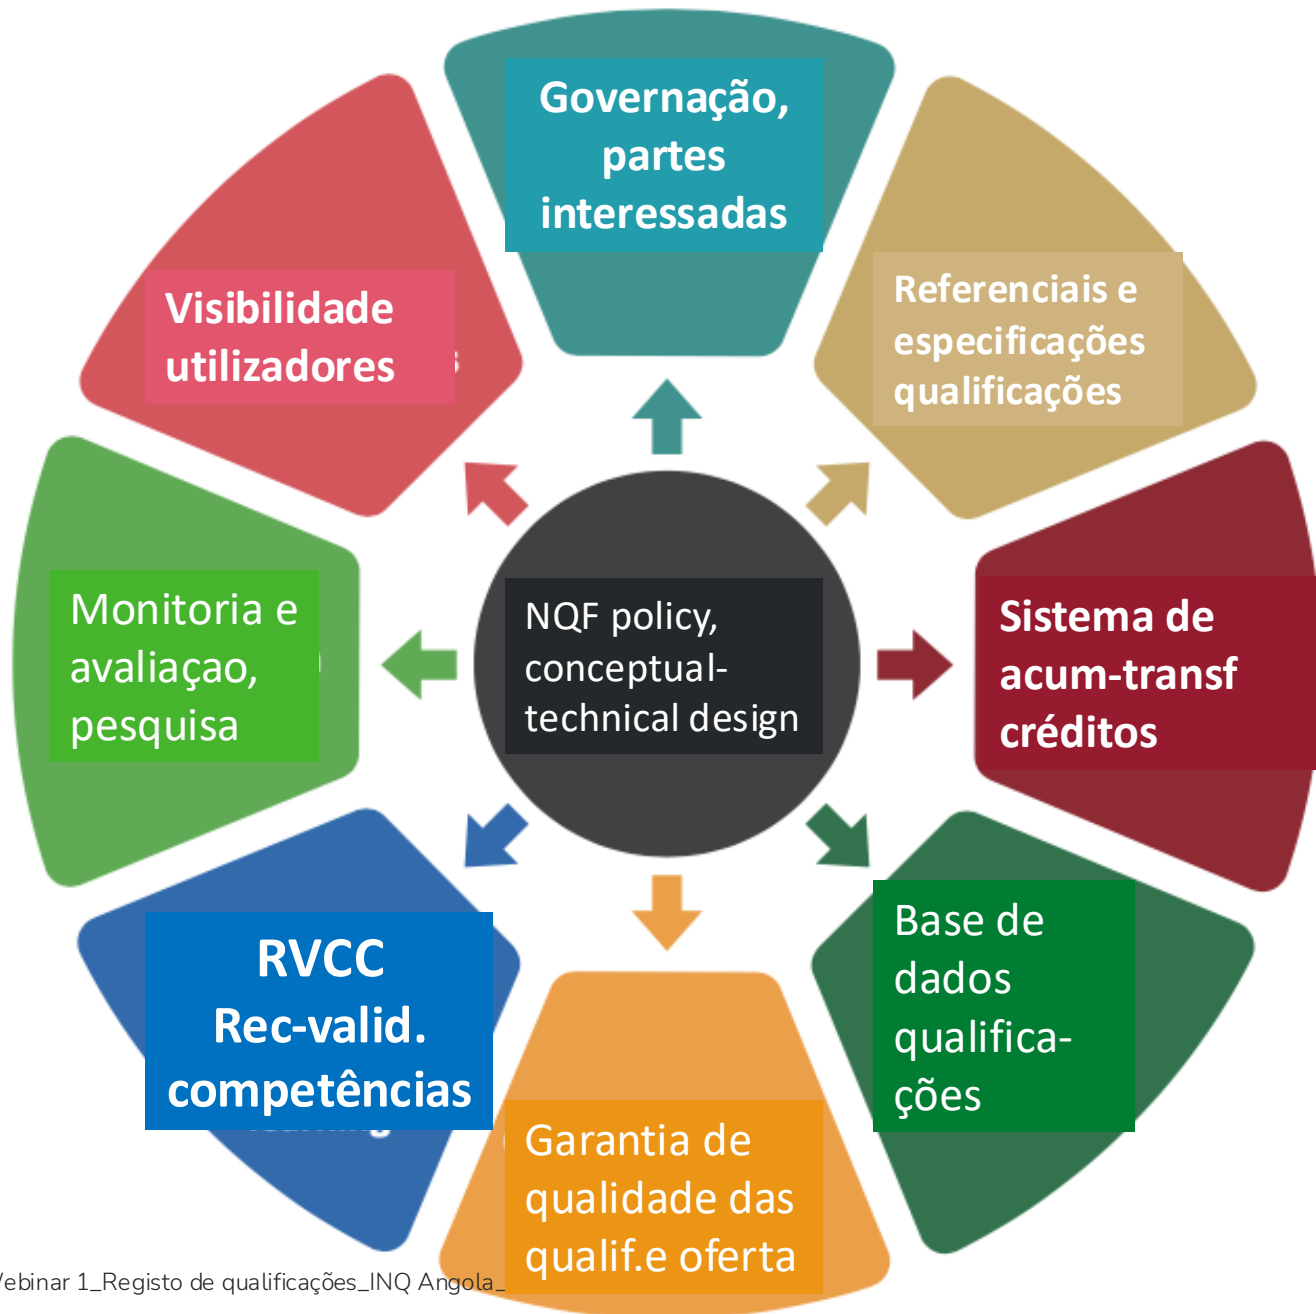 Governação,
partes
interessadas
Referenciais e
especificações
qualificações
Sistema de
acum-transf
créditos
Base de
dados
qualifica-
ções
Garantia de
qualidade das
qualif.e oferta
RVCC
Rec-valid.
competências
Monitoria e
avaliaçao,
pesquisa
Visibilidade
utilizadores
NQF policy,
conceptual-
technical design
Webinar 1_Registo de qualificações_INQ Angola_